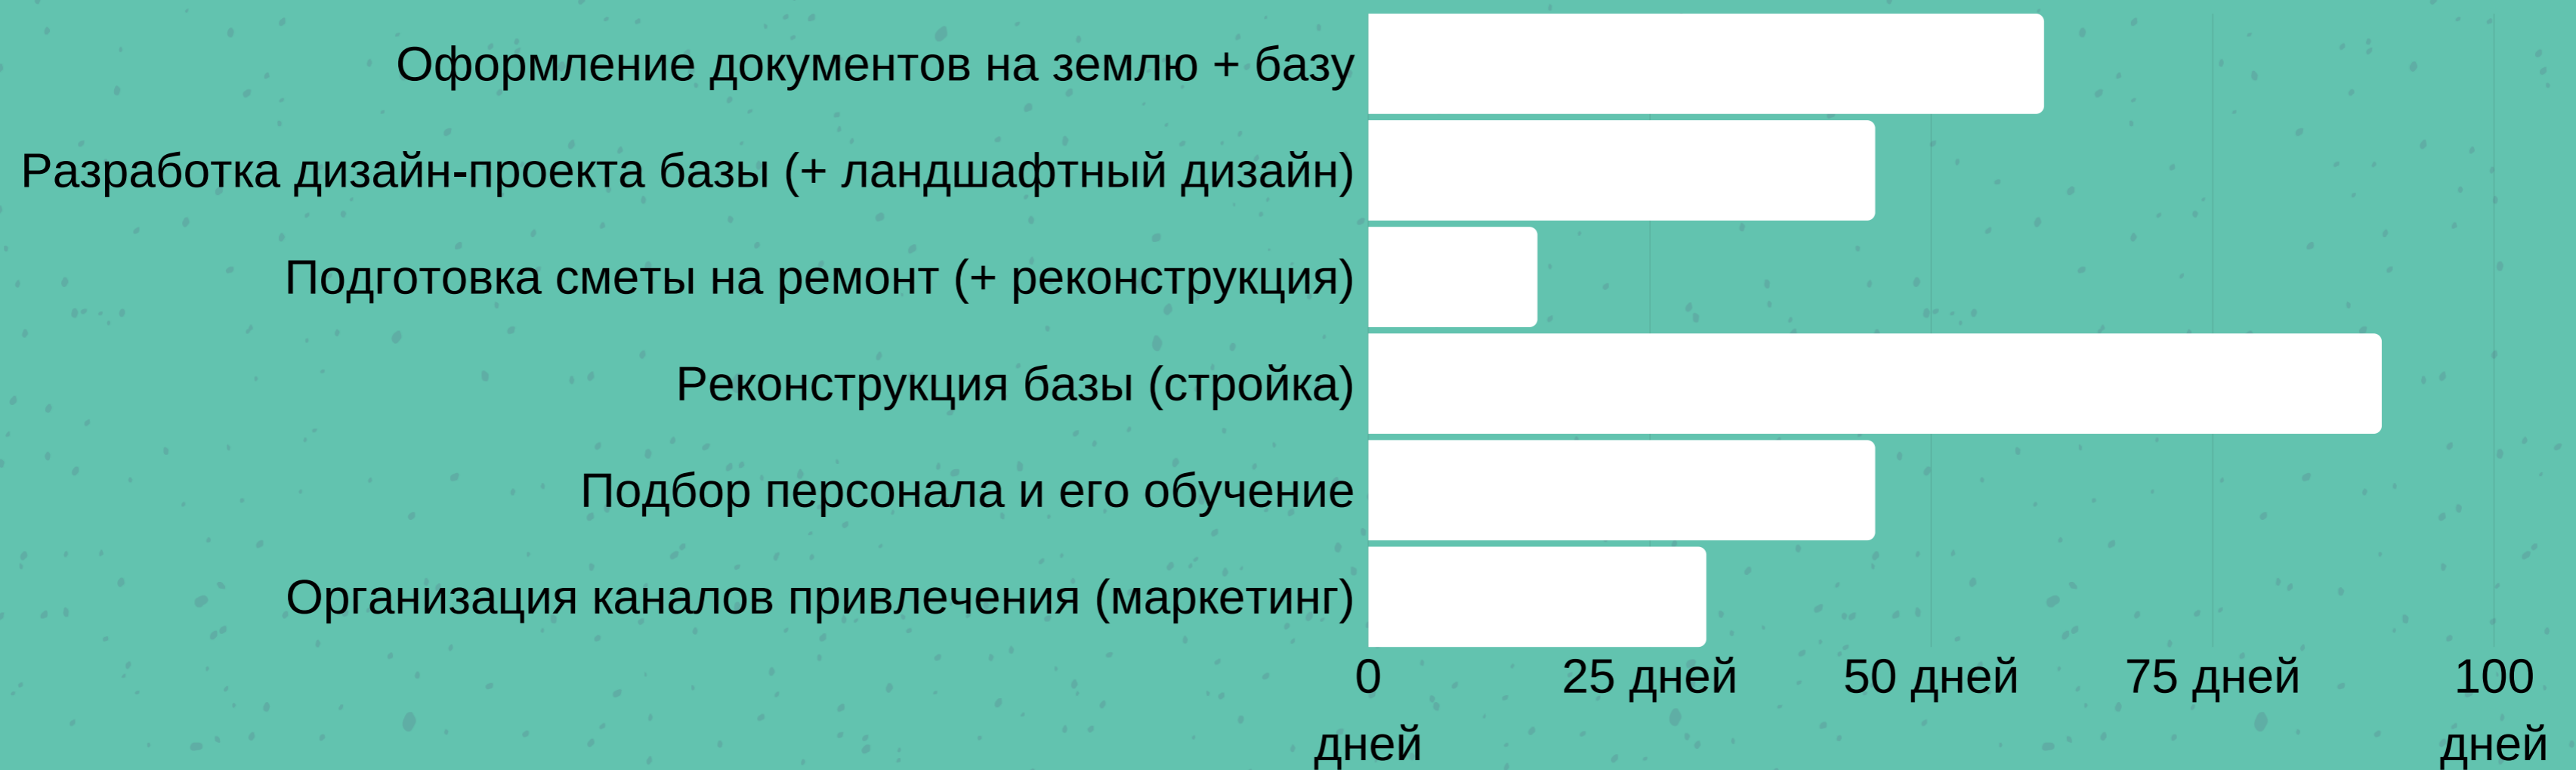 Оформление документов на землю + базу
Разработка дизайн-проекта базы (+ ландшафтный дизайн)
Подготовка сметы на ремонт (+ реконструкция)
Реконструкция базы (стройка)
Подбор персонала и его обучение
Организация каналов привлечения (маркетинг)
0 25 дней 50 дней 75 дней 100
дней дней